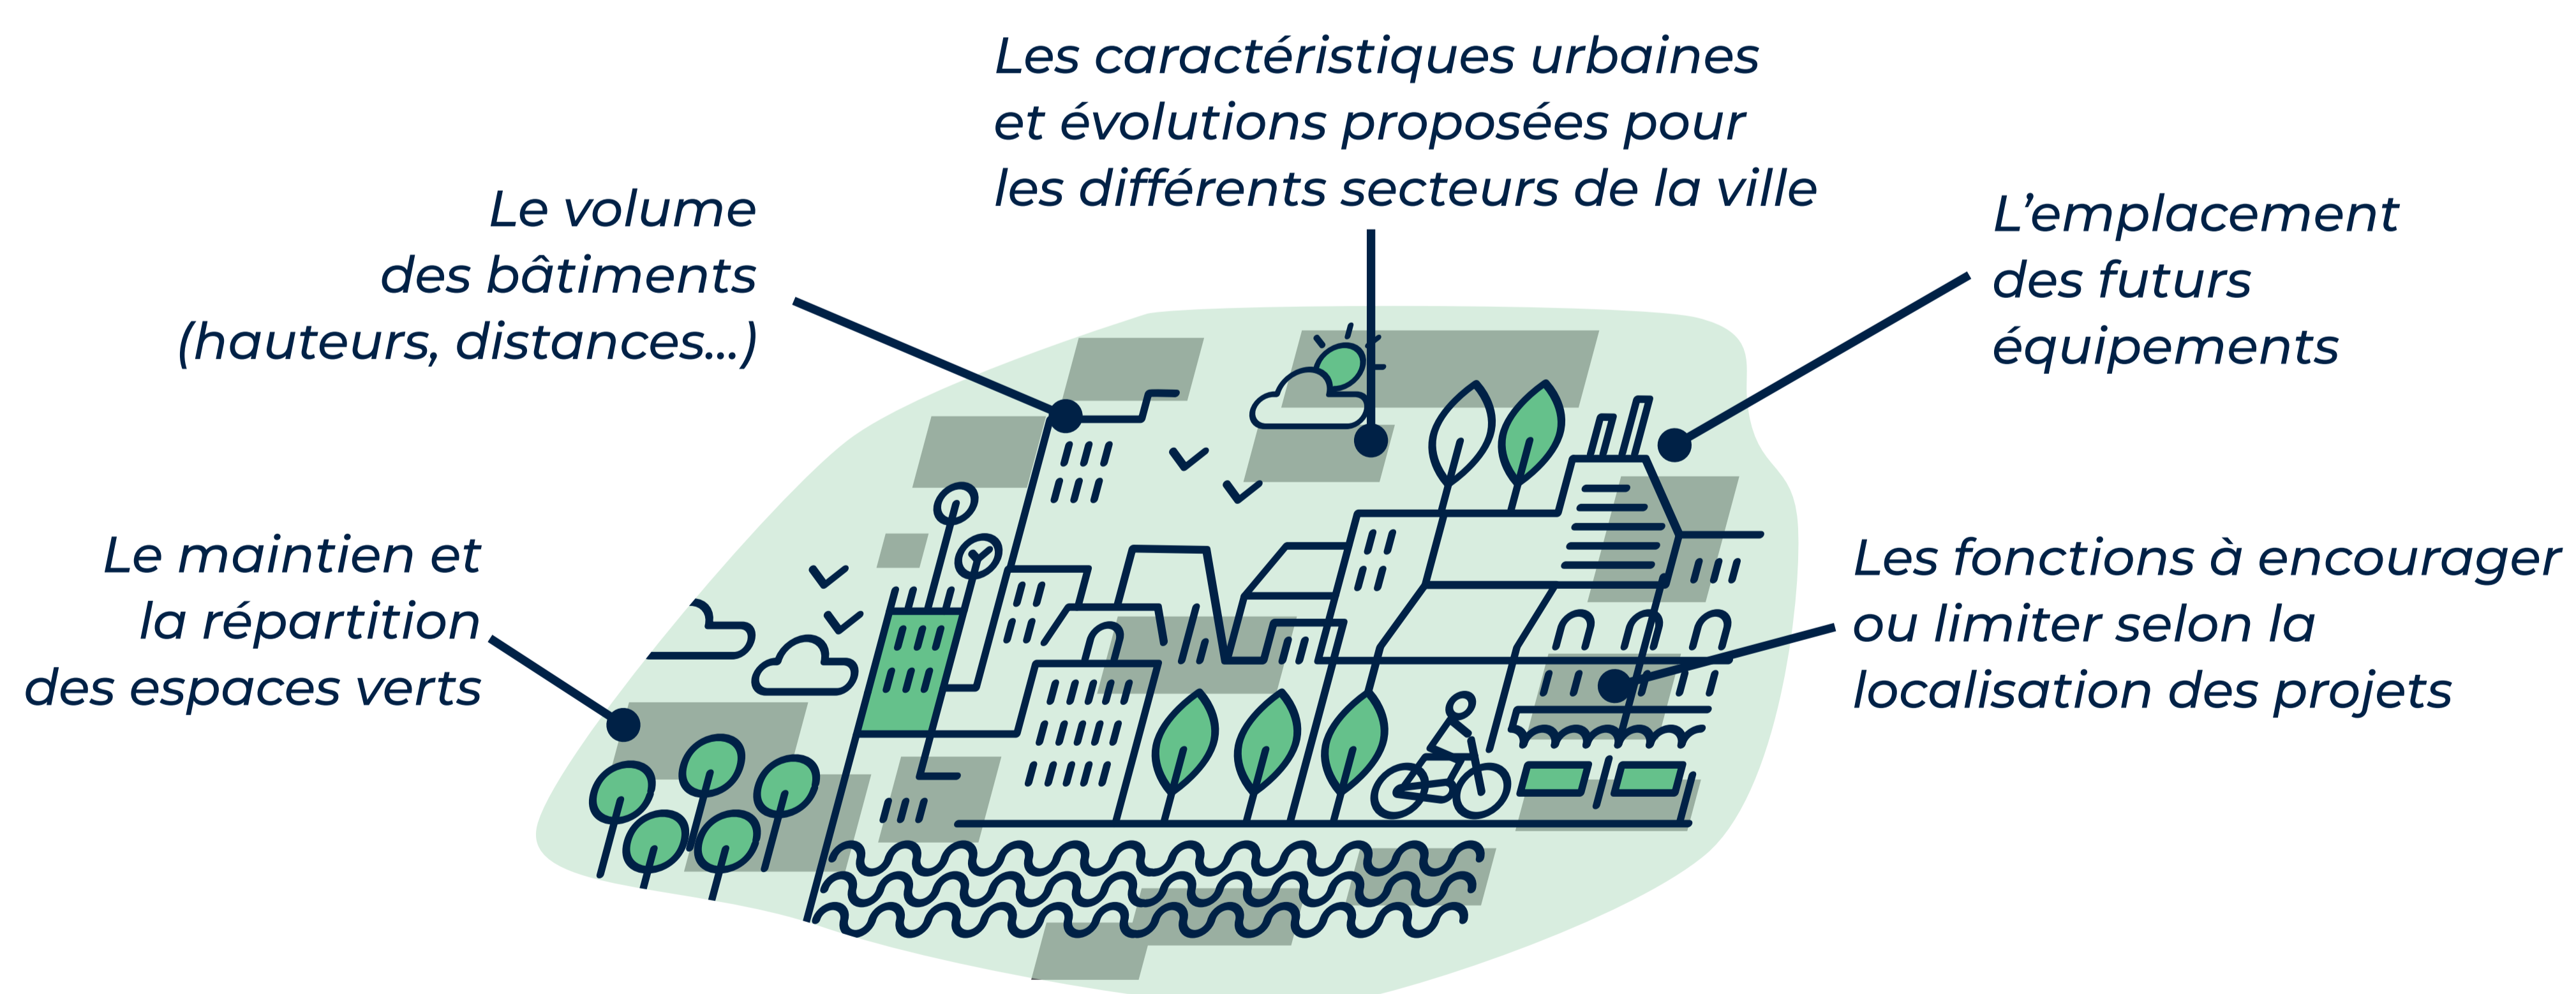 Les caractéristiques urbaines
et évolutions proposées pour
les différents secteurs de la ville
Le volume
des bâtiments
(hauteurs, distances...)
L’emplacement
des futurs
équipements
Le maintien et
la répartition
des espaces verts
Les fonctions à encourager
ou limiter selon la
localisation des projets